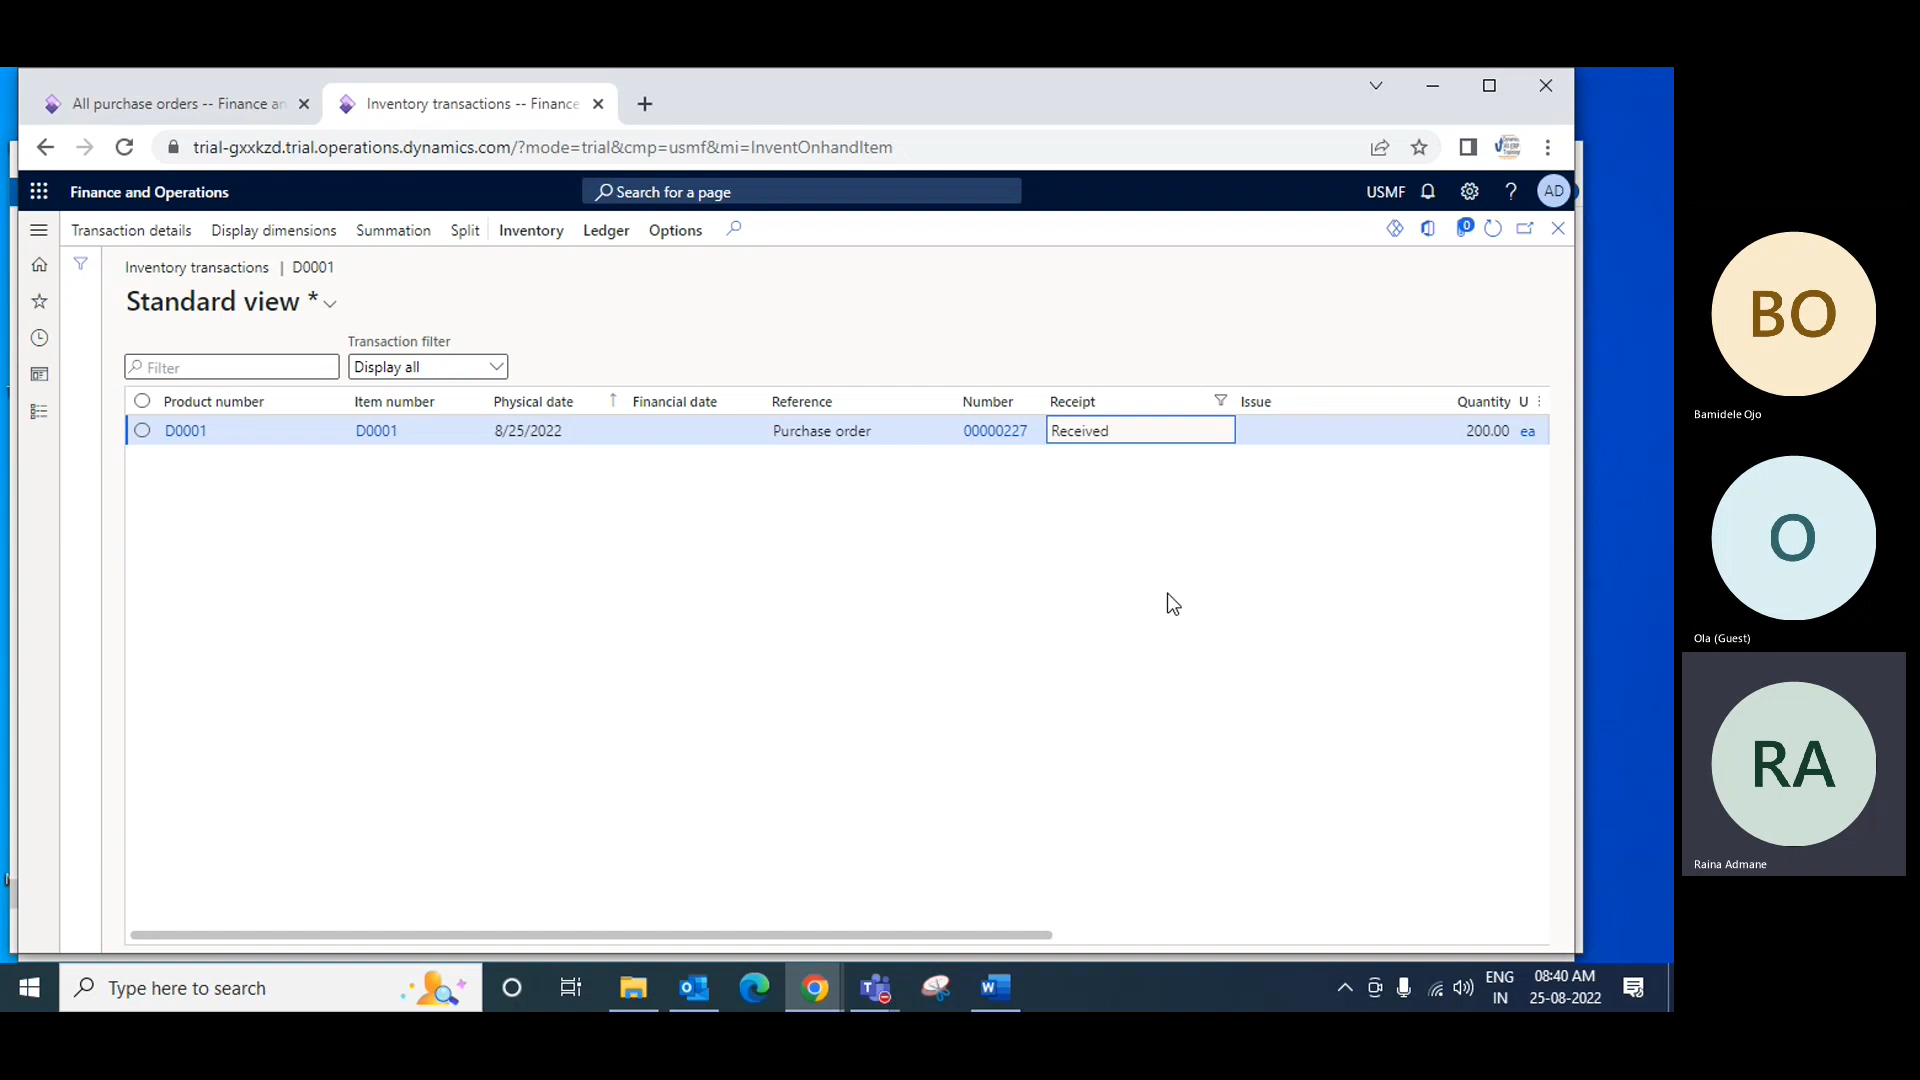 All purchase orders -- Finance an
Inventory transactions -- Finance
trial-gxxkzd.trial.operations.dynamics.com/?mode=trial&cmp=usmf&mi=InventOnhandItem
Finance and Operations
Search for a page
USMF
AD
Transaction details
Display dimensions
Summation
Split
Inventory
Ledger
Options
0
Inventory transactions | D0001
Standard view *
Transaction filter
Filter
Display all
Product number Item number Physical date Financial date Reference Number Receipt Issue Quantity U
D0001 D0001 8/25/2022 Purchase order 00000227 Received 200.00 ea
BO
Bamidele Ojo
O
Ola (Guest)
RA
Raina Admane
Type here to search
ENG
IN
08:40 AM
25-08-2022